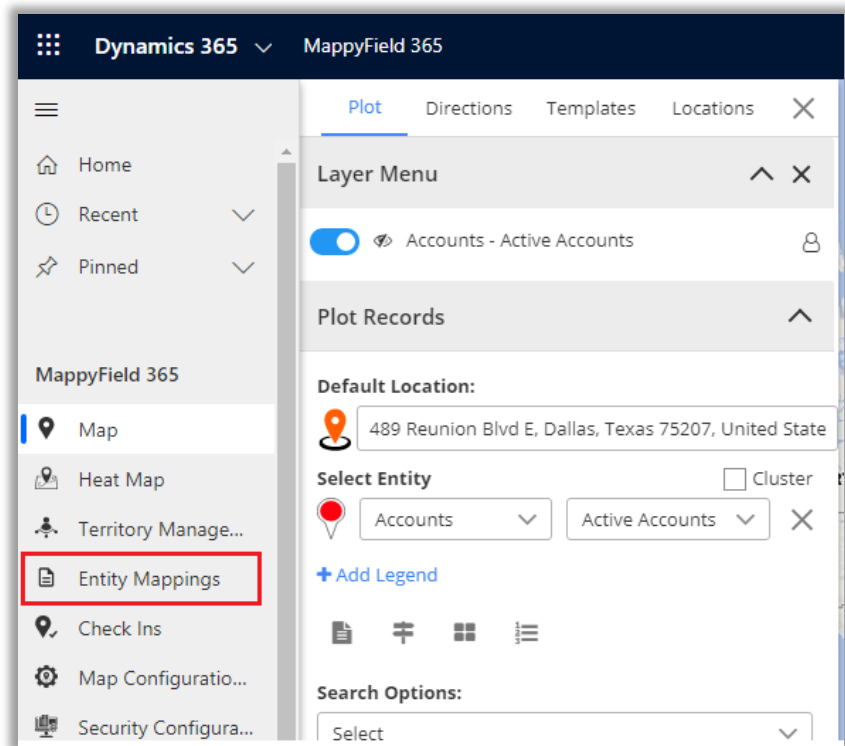 Dynamics 365 MappyField 365
Plot Directions Templates Locations
Home
Layer Menu
Recent
Accounts - Active Accounts
Pinned
Plot Records
MappyField 365
Default Location:
Map
489 Reunion Blvd E, Dallas, Texas 75207, United State
Heat Map
Select Entity Cluster
Territory Manage...
Accounts Active Accounts
Entity Mappings
Add Legend
Check Ins
Map Configuratio...
Search Options:
Security Configura...
Select